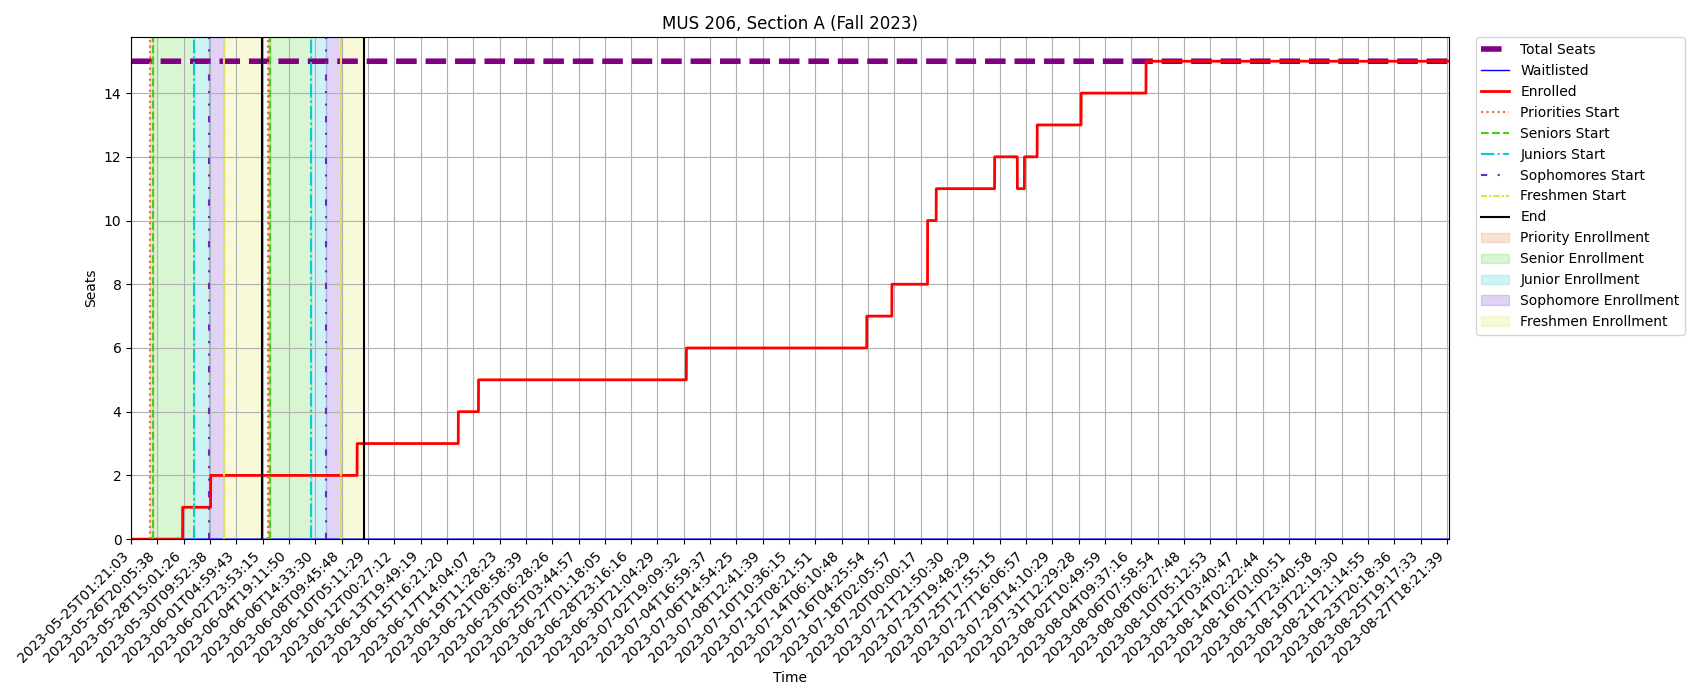 MUS 206, Section A (Fall 2023)
Total Seats
Waitlisted
Enrolled
Priorities Start
Seniors Start
Juniors Start
Sophomores Start
Freshmen Start
End
Priority Enrollment
Senior Enrollment
Junior Enrollment
Sophomore Enrollment
Freshmen Enrollment
Seats
14
12
10
8
6
4
2
0
2023-05-25T01:21:03
2023-05-26T20:05:38
2023-05-28T15:01:26
2023-05-30T09:52:38
2023-06-01T04:59:43
2023-06-02T23:53:15
2023-06-04T19:11:50
2023-06-06T14:33:30
2023-06-08T09:45:48
2023-06-10T05:11:29
2023-06-12T00:27:12
2023-06-13T19:49:19
2023-06-15T16:21:20
2023-06-17T14:04:07
2023-06-19T11:28:23
2023-06-21T08:58:39
2023-06-23T06:28:26
2023-06-25T03:44:57
2023-06-27T01:18:05
2023-06-28T23:16:16
2023-06-30T21:04:29
2023-07-02T19:09:32
2023-07-04T16:59:37
2023-07-06T14:54:25
2023-07-08T12:41:39
2023-07-10T10:36:15
2023-07-12T08:21:51
2023-07-14T06:10:48
2023-07-16T04:25:54
2023-07-18T02:05:57
2023-07-20T00:00:17
2023-07-21T21:50:30
2023-07-23T19:48:29
2023-07-25T17:55:15
2023-07-27T16:06:57
2023-07-29T14:10:29
2023-07-31T12:29:28
2023-08-02T10:49:59
2023-08-04T09:37:16
2023-08-06T07:58:54
2023-08-08T06:27:48
2023-08-10T05:12:53
2023-08-12T03:40:47
2023-08-14T02:22:44
2023-08-16T01:00:51
2023-08-17T23:40:58
2023-08-19T22:19:30
2023-08-21T21:14:55
2023-08-23T20:18:36
2023-08-25T19:17:33
2023-08-27T18:21:39
Time